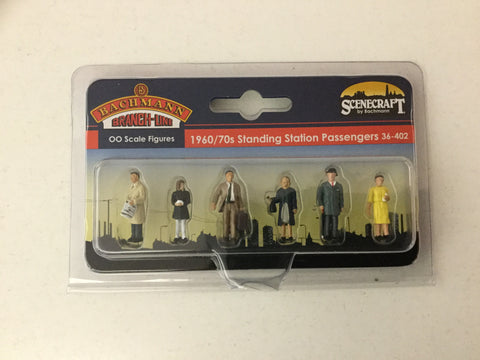 BACHMANN
BRANCH-LINE
OO Scale Figures
SCENECRAFT
by Bachmann
1960/70s Standing Station Passengers 36-402